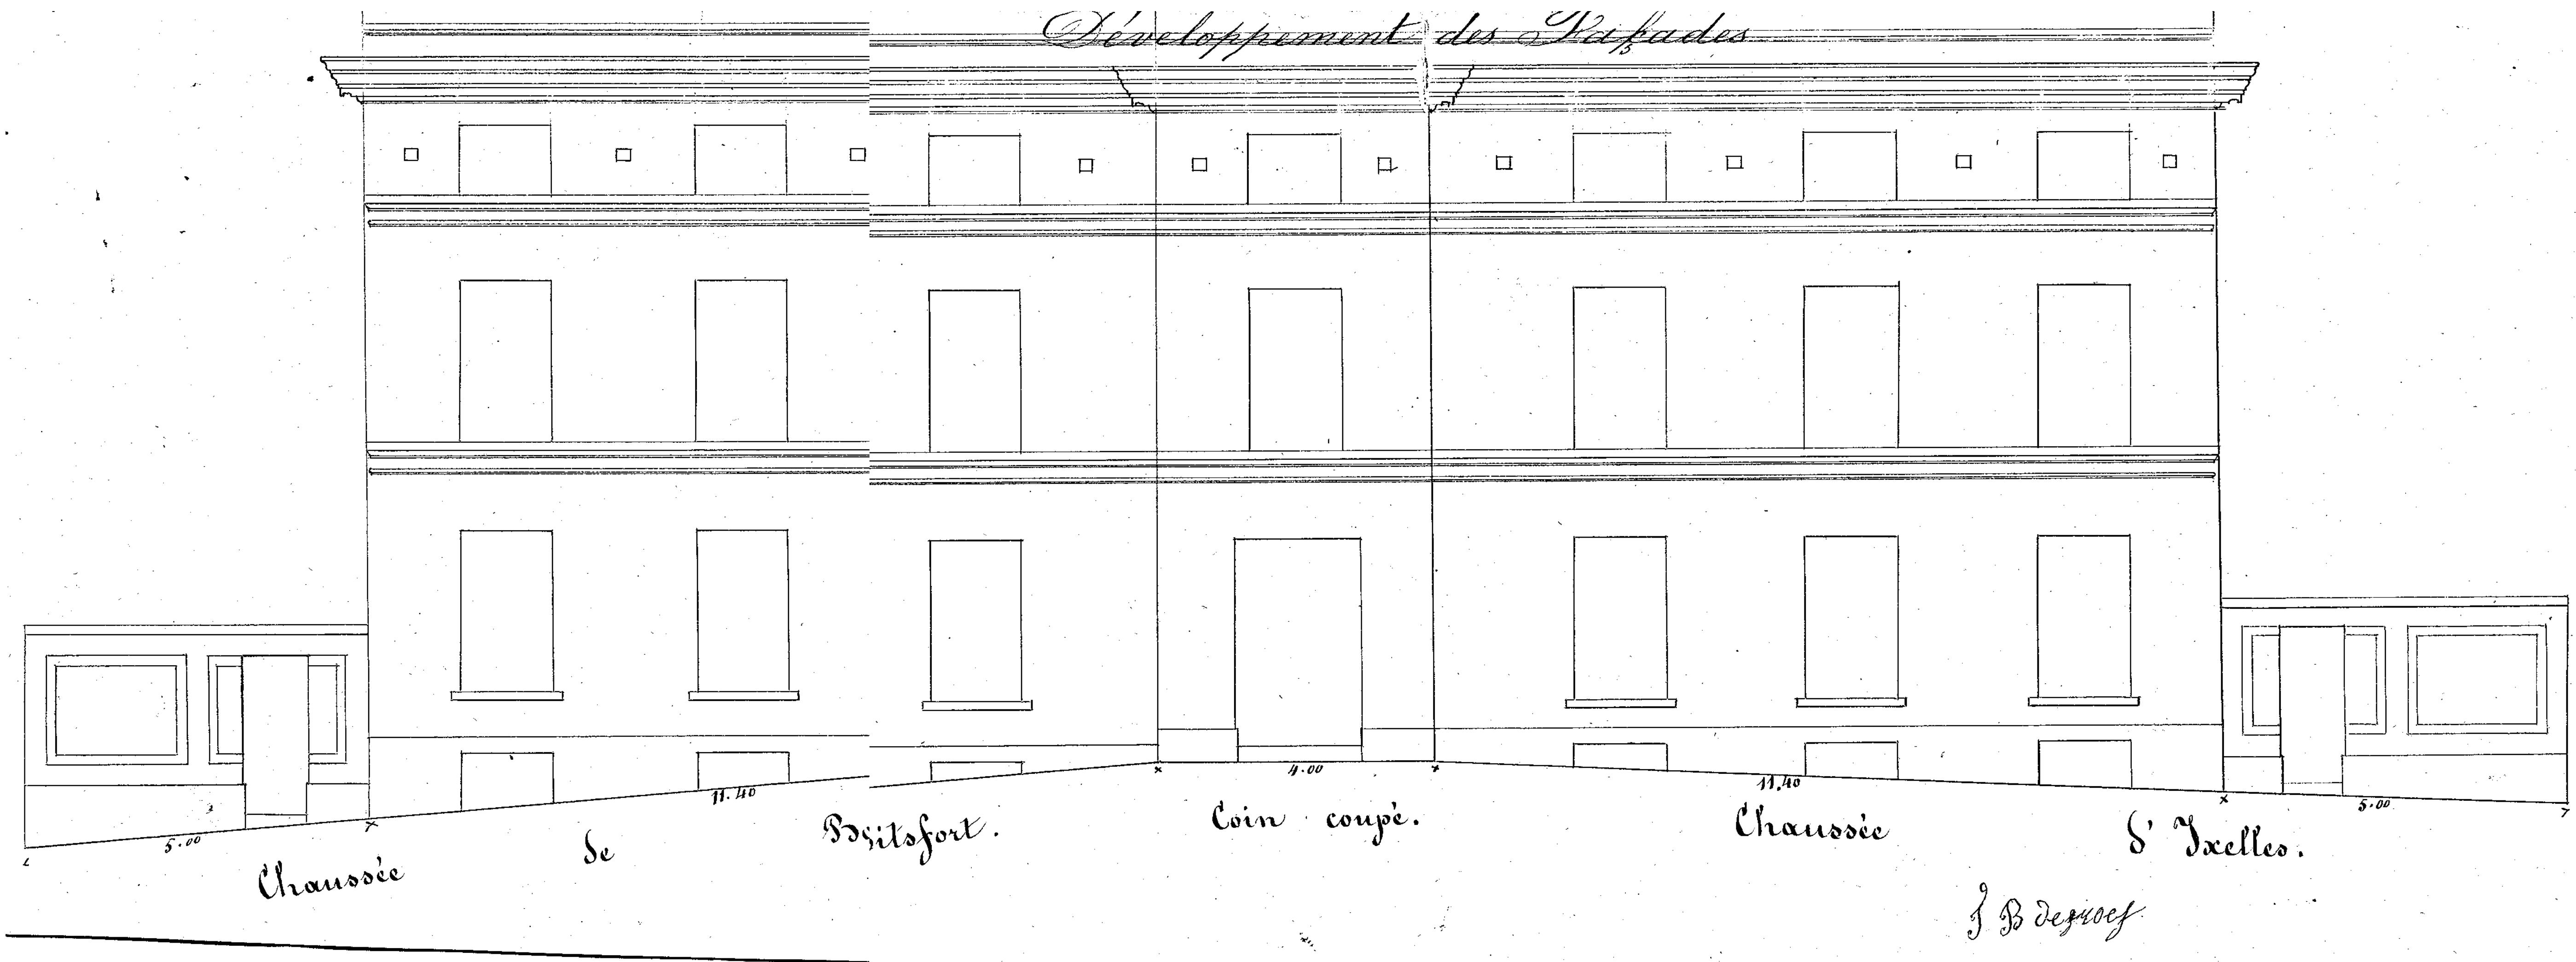 Développement des Façades
5.00 11.40 4.00 11.40 5.00
Chaussée de Boitsfort. Coin coupé. Chaussée d'Ixelles.
J B